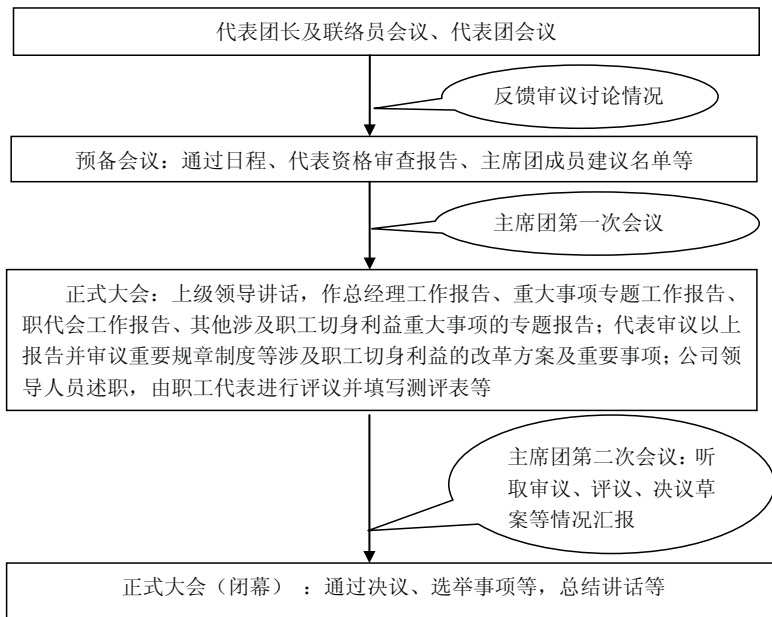 代表团长及联络员会议、代表团会议
反馈审议讨论情况
预备会议：通过日程、代表资格审查报告、主席团成员建议名单等
主席团第一次会议
正式大会：上级领导讲话，作总经理工作报告、重大事项专题工作报告、
职代会工作报告、其他涉及职工切身利益重大事项的专题报告；代表审议以上
报告并审议重要规章制度等涉及职工切身利益的改革方案及重要事项；公司领
导人员述职，由职工代表进行评议并填写测评表等
主席团第二次会议：听
取审议、评议、决议草
案等情况汇报
正式大会（闭幕）：通过决议、选举事项等，总结讲话等